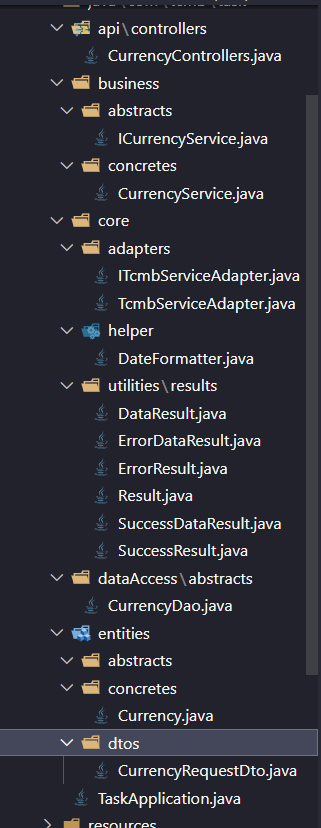 api\controllers
CurrencyControllers.java
business
abstracts
ICurrencyService.java
concretes
CurrencyService.java
core
adapters
ITcmbServiceAdapter.java
TcmbServiceAdapter.java
helper
DateFormatter.java
utilities\results
DataResult.java
ErrorDataResult.java
ErrorResult.java
Result.java
SuccessDataResult.java
SuccessResult.java
dataAccess\abstracts
CurrencyDao.java
entities
abstracts
concretes
Currency.java
dtos
CurrencyRequestDto.java
TaskApplication.java
resources